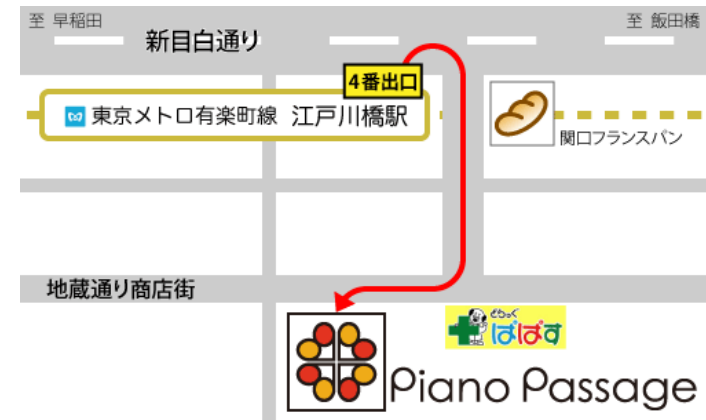 至 早稲田
至 飯田橋
新目白通り
4番出口
東京メトロ有楽町線 江戸川橋駅
関口フランスパン
地蔵通り商店街
どらっぐ
ぱぱす
Piano Passage